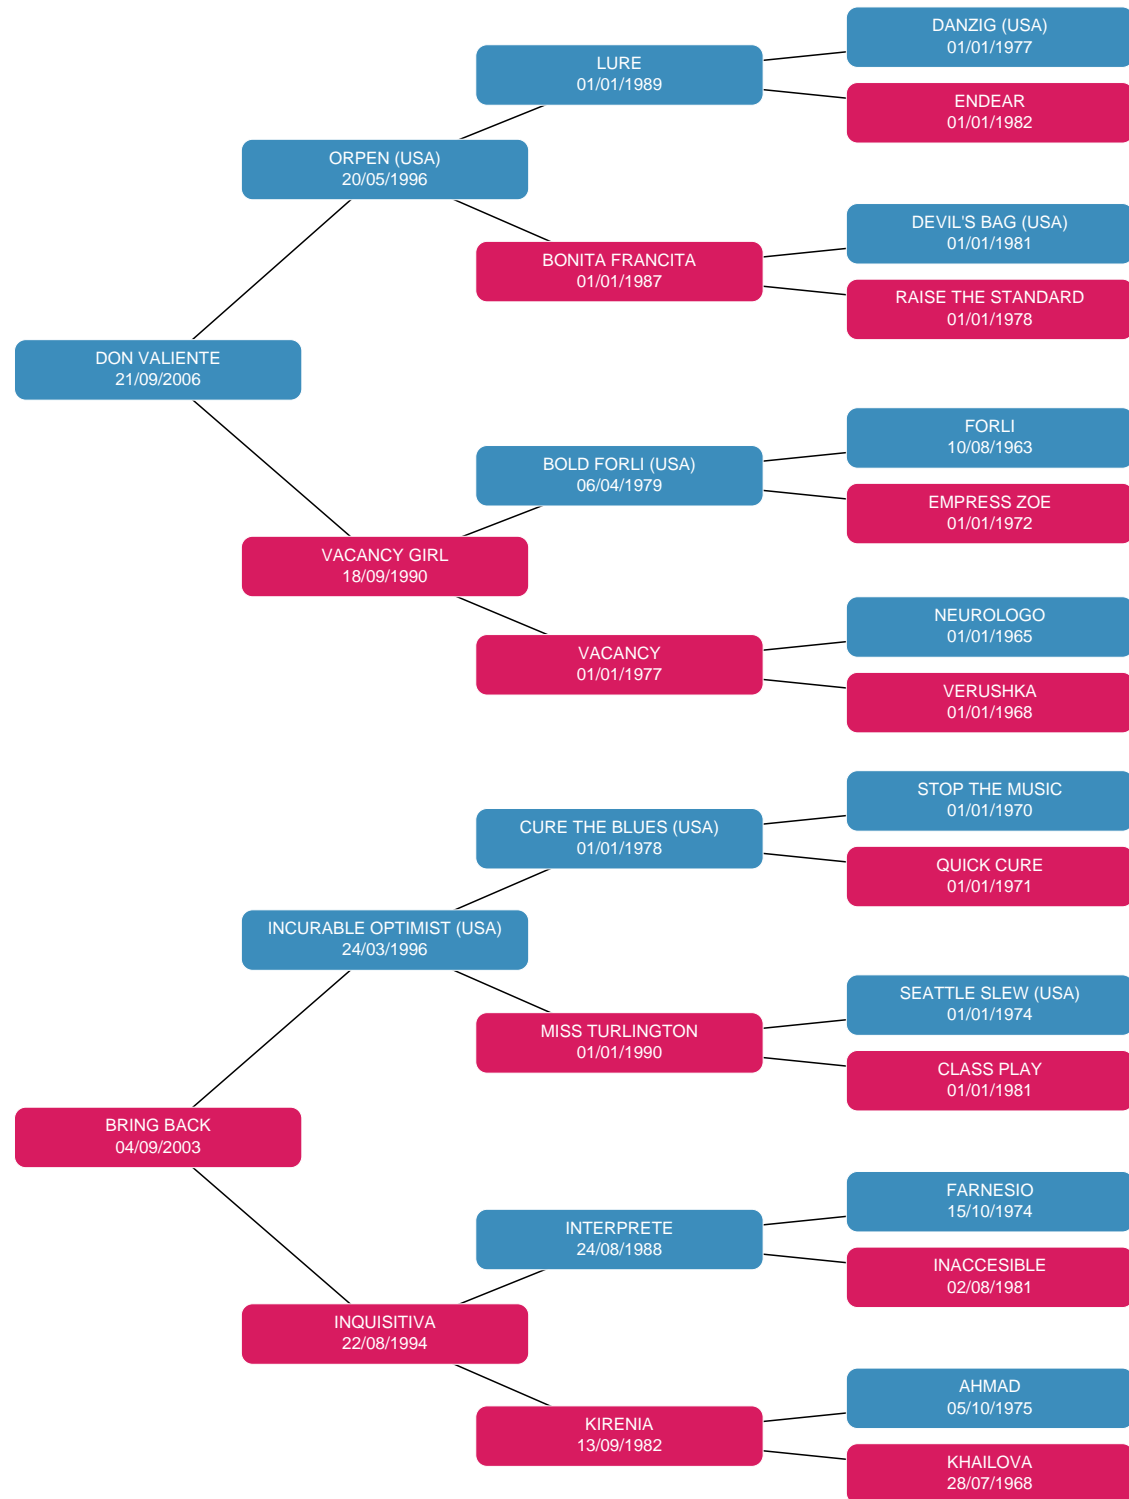 DANZIG (USA)
01/01/1977
LURE
01/01/1989
ENDEAR
01/01/1982
ORPEN (USA)
20/05/1996
DEVIL'S BAG (USA)
01/01/1981
BONITA FRANCITA
01/01/1987
RAISE THE STANDARD
01/01/1978
DON VALIENTE
21/09/2006
FORLI
10/08/1963
BOLD FORLI (USA)
06/04/1979
EMPRESS ZOE
01/01/1972
VACANCY GIRL
18/09/1990
NEUROLOGO
01/01/1965
VACANCY
01/01/1977
VERUSHKA
01/01/1968
STOP THE MUSIC
01/01/1970
CURE THE BLUES (USA)
01/01/1978
QUICK CURE
01/01/1971
INCURABLE OPTIMIST (USA)
24/03/1996
SEATTLE SLEW (USA)
01/01/1974
MISS TURLINGTON
01/01/1990
CLASS PLAY
01/01/1981
BRING BACK
04/09/2003
FARNESIO
15/10/1974
INTERPRETE
24/08/1988
INACCESIBLE
02/08/1981
INQUISITIVA
22/08/1994
AHMAD
05/10/1975
KIRENIA
13/09/1982
KHAILOVA
28/07/1968